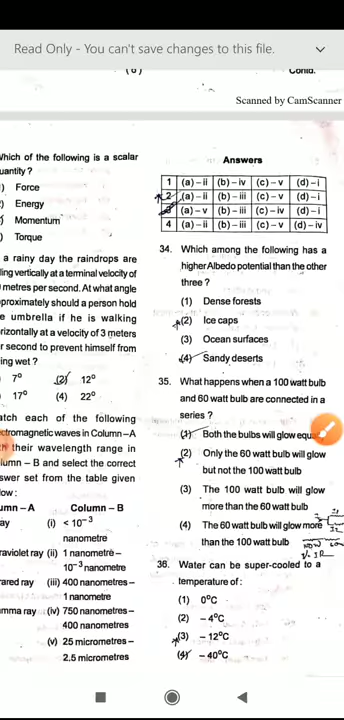 Read Only - You can't save changes to this file.
(6)
Contd.
Scanned by CamScanner
Which of the following is a scalar
uantity ?
) Force
) Energy
Momentum
) Torque
a rainy day the raindrops are
ling vertically at a terminal velocity of
metres per second. At what angle
proximately should a person hold
e umbrella if he is walking
rizontally at a velocity of 3 meters
r second to prevent himself from
ing wet ?
7° (2) 12°
17° (4) 22°
atch each of the following
ctromagnetic waves in Column–A
h their wavelength range in
lumn – B and select the correct
swer set from the table given
low :
umn – A Column – B
ay (i) < 10⁻³
nanometre
raviolet ray (ii) 1 nanometre –
10⁻³ nanometre
rared ray (iii) 400 nanometres –
1 nanometre
mma ray (iv) 750 nanometres –
400 nanometres
(v) 25 micrometres –
2.5 micrometres
Answers
1 (a) – ii (b) – iv (c) – v (d) – i
2 (a) – ii (b) – iii (c) – v (d) – i
(a) – v (b) – iii (c) – iv (d) – i
4 (a) – ii (b) – iii (c) – v (d) – iv
34. Which among the following has a
higher Albedo potential than the other
three ?
(1) Dense forests
(2) Ice caps
(3) Ocean surfaces
(4) Sandy deserts
35. What happens when a 100 watt bulb
and 60 watt bulb are connected in a
series ?
(1) Both the bulbs will glow equa
(2) Only the 60 watt bulb will glow
but not the 100 watt bulb
(3) The 100 watt bulb will glow
more than the 60 watt bulb
(4) The 60 watt bulb will glow more
than the 100 watt bulb
36. Water can be super-cooled to a
temperature of :
(1) 0°C
(2) – 4°C
(3) – 12°C
(4) – 40°C